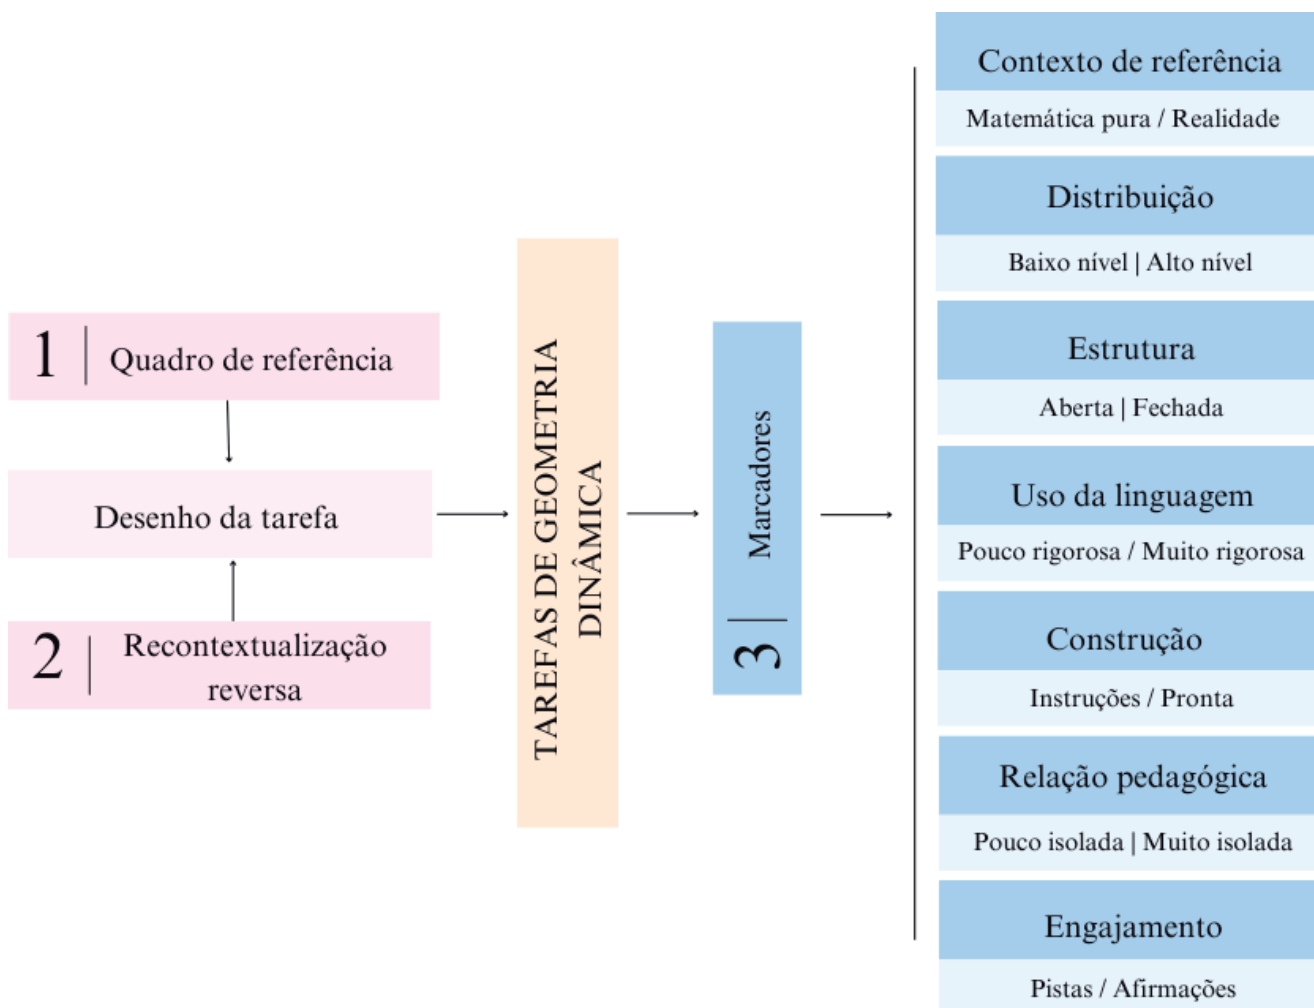 1 | Quadro de referência
Desenho da tarefa
2 | Recontextualização
reversa
TAREFAS DE GEOMETRIA
DINÂMICA
3 | Marcadores
Contexto de referência
Matemática pura / Realidade
Distribuição
Baixo nível | Alto nível
Estrutura
Aberta | Fechada
Uso da linguagem
Pouco rigorosa / Muito rigorosa
Construção
Instruções / Pronta
Relação pedagógica
Pouco isolada | Muito isolada
Engajamento
Pistas / Afirmações